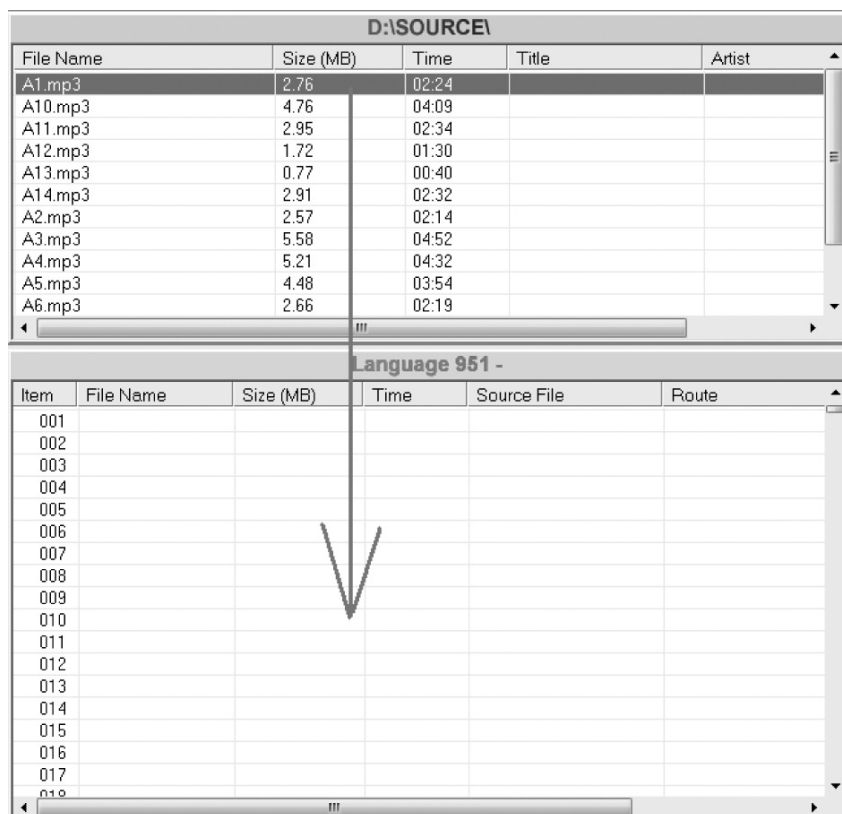 D:\SOURCE\
File Name Size (MB) Time Title Artist
A1.mp3 2.76 02:24
A10.mp3 4.76 04:09
A11.mp3 2.95 02:34
A12.mp3 1.72 01:30
A13.mp3 0.77 00:40
A14.mp3 2.91 02:32
A2.mp3 2.57 02:14
A3.mp3 5.58 04:52
A4.mp3 5.21 04:32
A5.mp3 4.48 03:54
A6.mp3 2.66 02:19
Language 951 -
Item File Name Size (MB) Time Source File Route
001
002
003
004
005
006
007
008
009
010
011
012
013
014
015
016
017
018